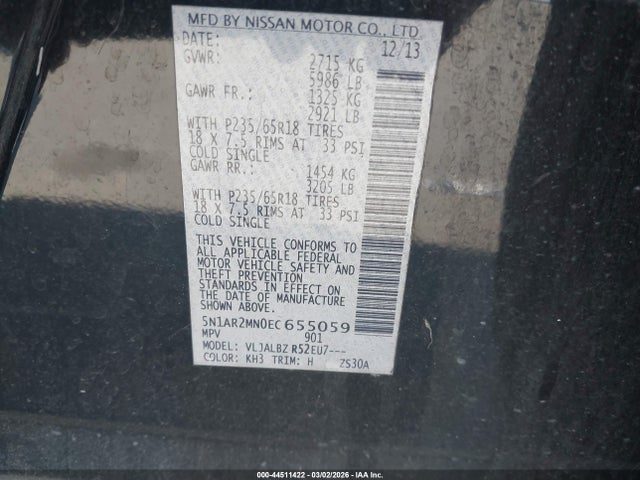 MFD BY NISSAN MOTOR CO., LTD
DATE: 12/13
GVWR: 2715 KG
5986 LB
GAWR FR.: 1325 KG
2921 LB
WITH P235/65R18 TIRES
18 X 7.5 RIMS AT 33 PSI
COLD SINGLE
GAWR RR.: 1454 KG
3205 LB
WITH P235/65R18 TIRES
18 X 7.5 RIMS AT 33 PSI
COLD SINGLE
THIS VEHICLE CONFORMS TO
ALL APPLICABLE FEDERAL
MOTOR VEHICLE SAFETY AND
THEFT PREVENTION
STANDARDS IN EFFECT ON
THE DATE OF MANUFACTURE
SHOWN ABOVE.
5N1AR2MN0EC 655059
MPV 901
MODEL: VLJALBZ R52EU7---
COLOR: KH3 TRIM: H ZS30A
000-44511422 - 03/02/2026 - IAA Inc.